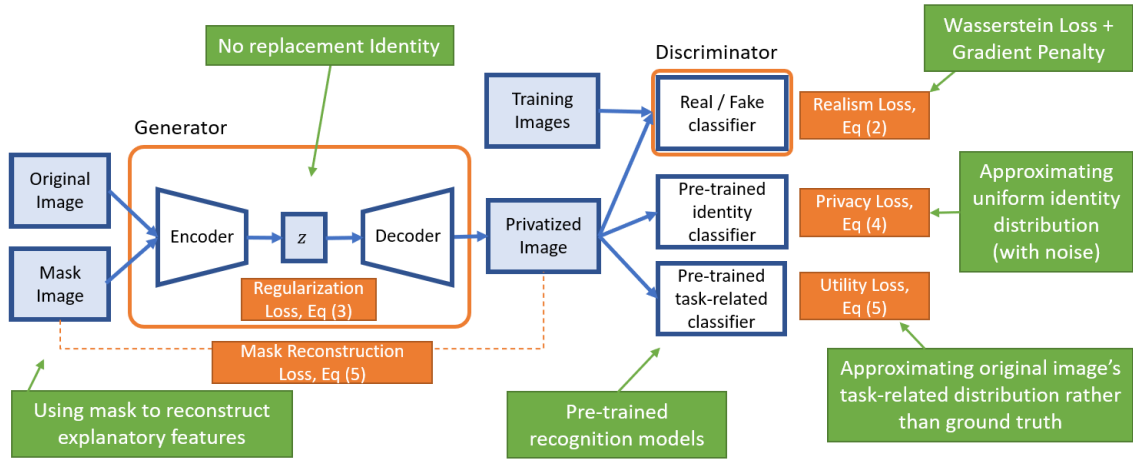 No replacement Identity
Discriminator
Wasserstein Loss +
Gradient Penalty
Generator
Training
Images
Real / Fake
classifier
Realism Loss,
Eq (2)
Original
Image
Mask
Image
Encoder
z
Decoder
Regularization
Loss, Eq (3)
Mask Reconstruction
Loss, Eq (5)
Privatized
Image
Pre-trained
identity
classifier
Privacy Loss,
Eq (4)
Approximating
uniform identity
distribution
(with noise)
Pre-trained
task-related
classifier
Utility Loss,
Eq (5)
Using mask to reconstruct
explanatory features
Pre-trained
recognition models
Approximating original image's
task-related distribution rather
than ground truth